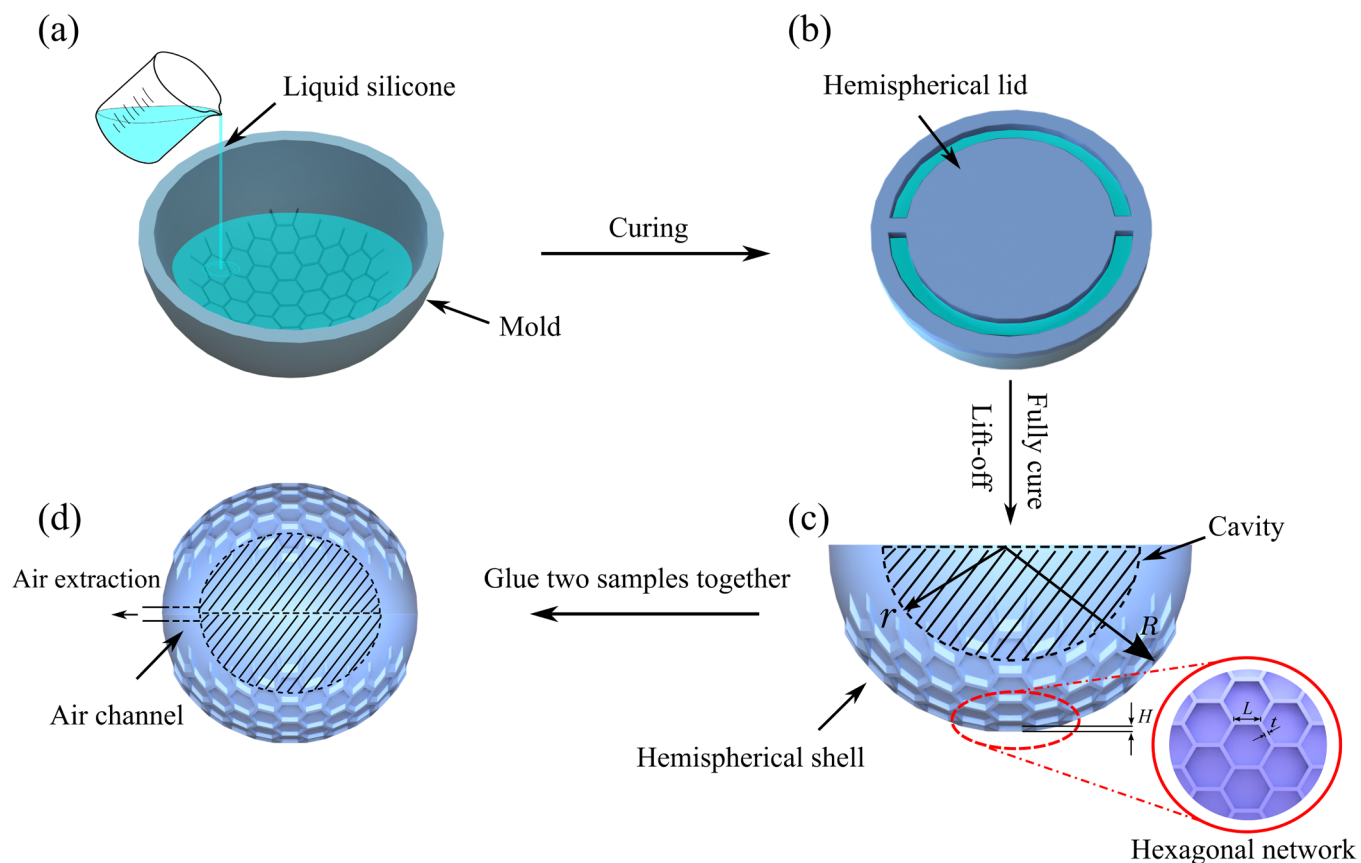 (a)
Liquid silicone
Mold
Curing
(b)
Hemispherical lid
Fully cure
Lift-off
(c)
Cavity
r
R
H
Hemispherical shell
L
t
Hexagonal network
Glue two samples together
(d)
Air extraction
Air channel